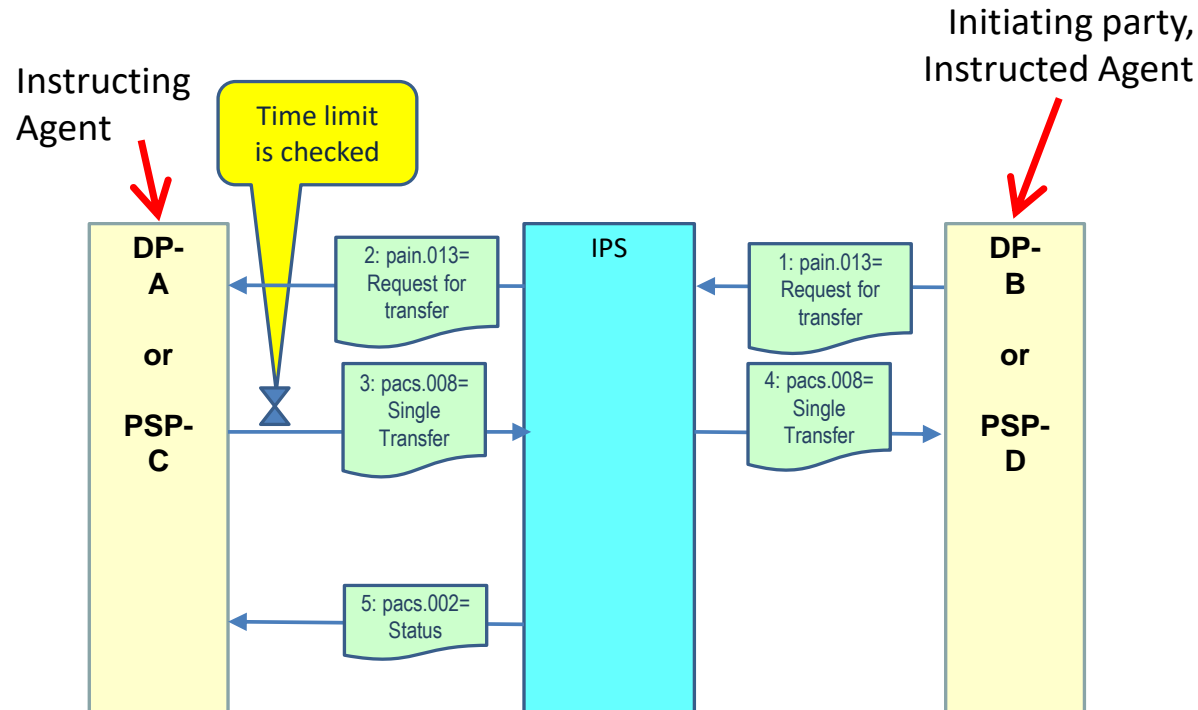 Initiating party,
Instructed Agent
Instructing
Agent
Time limit
is checked
DP-
A
or
PSP-
C
2: pain.013=
Request for
transfer
IPS
1: pain.013=
Request for
transfer
DP-
B
or
PSP-
D
3: pacs.008=
Single
Transfer
4: pacs.008=
Single
Transfer
5: pacs.002=
Status